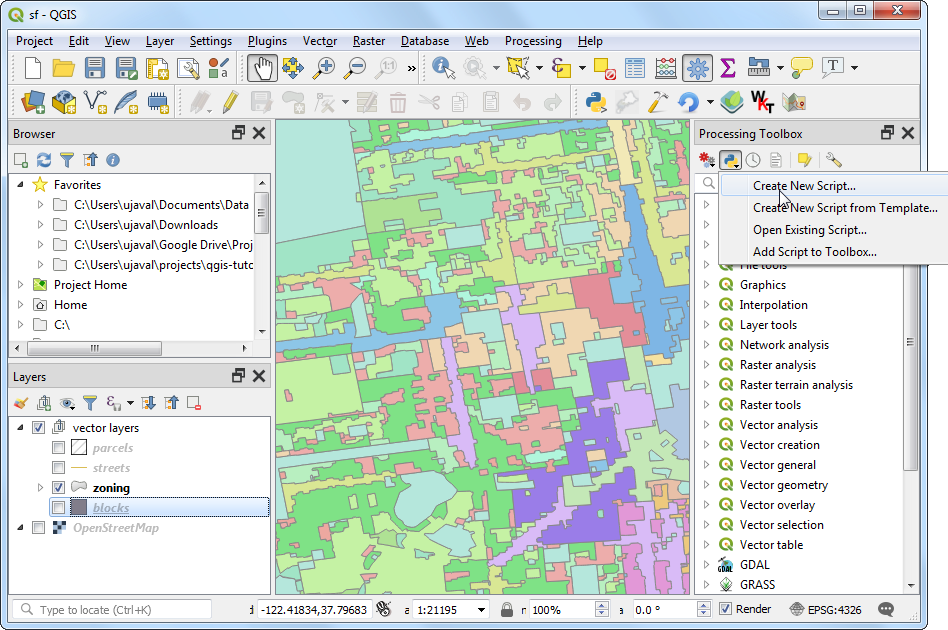 sf - QGIS
Project Edit View Layer Settings Plugins Vector Raster Database Web Processing Help
Browser
Favorites
C:\Users\ujaval\Documents\Data
C:\Users\ujaval\Downloads
C:\Users\ujaval\Google Drive\Proj
C:\Users\ujaval\projects\qgis-tuto
Project Home
Home
C:\
Layers
vector layers
parcels
streets
zoning
blocks
OpenStreetMap
Processing Toolbox
Create New Script...
Create New Script from Template...
Open Existing Script...
Add Script to Toolbox...
File tools
Graphics
Interpolation
Layer tools
Network analysis
Raster analysis
Raster terrain analysis
Raster tools
Vector analysis
Vector creation
Vector general
Vector geometry
Vector overlay
Vector selection
Vector table
GDAL
GRASS
Type to locate (Ctrl+K) -122.41834,37.79683 1:21195 100% 0.0 ° Render EPSG:4326